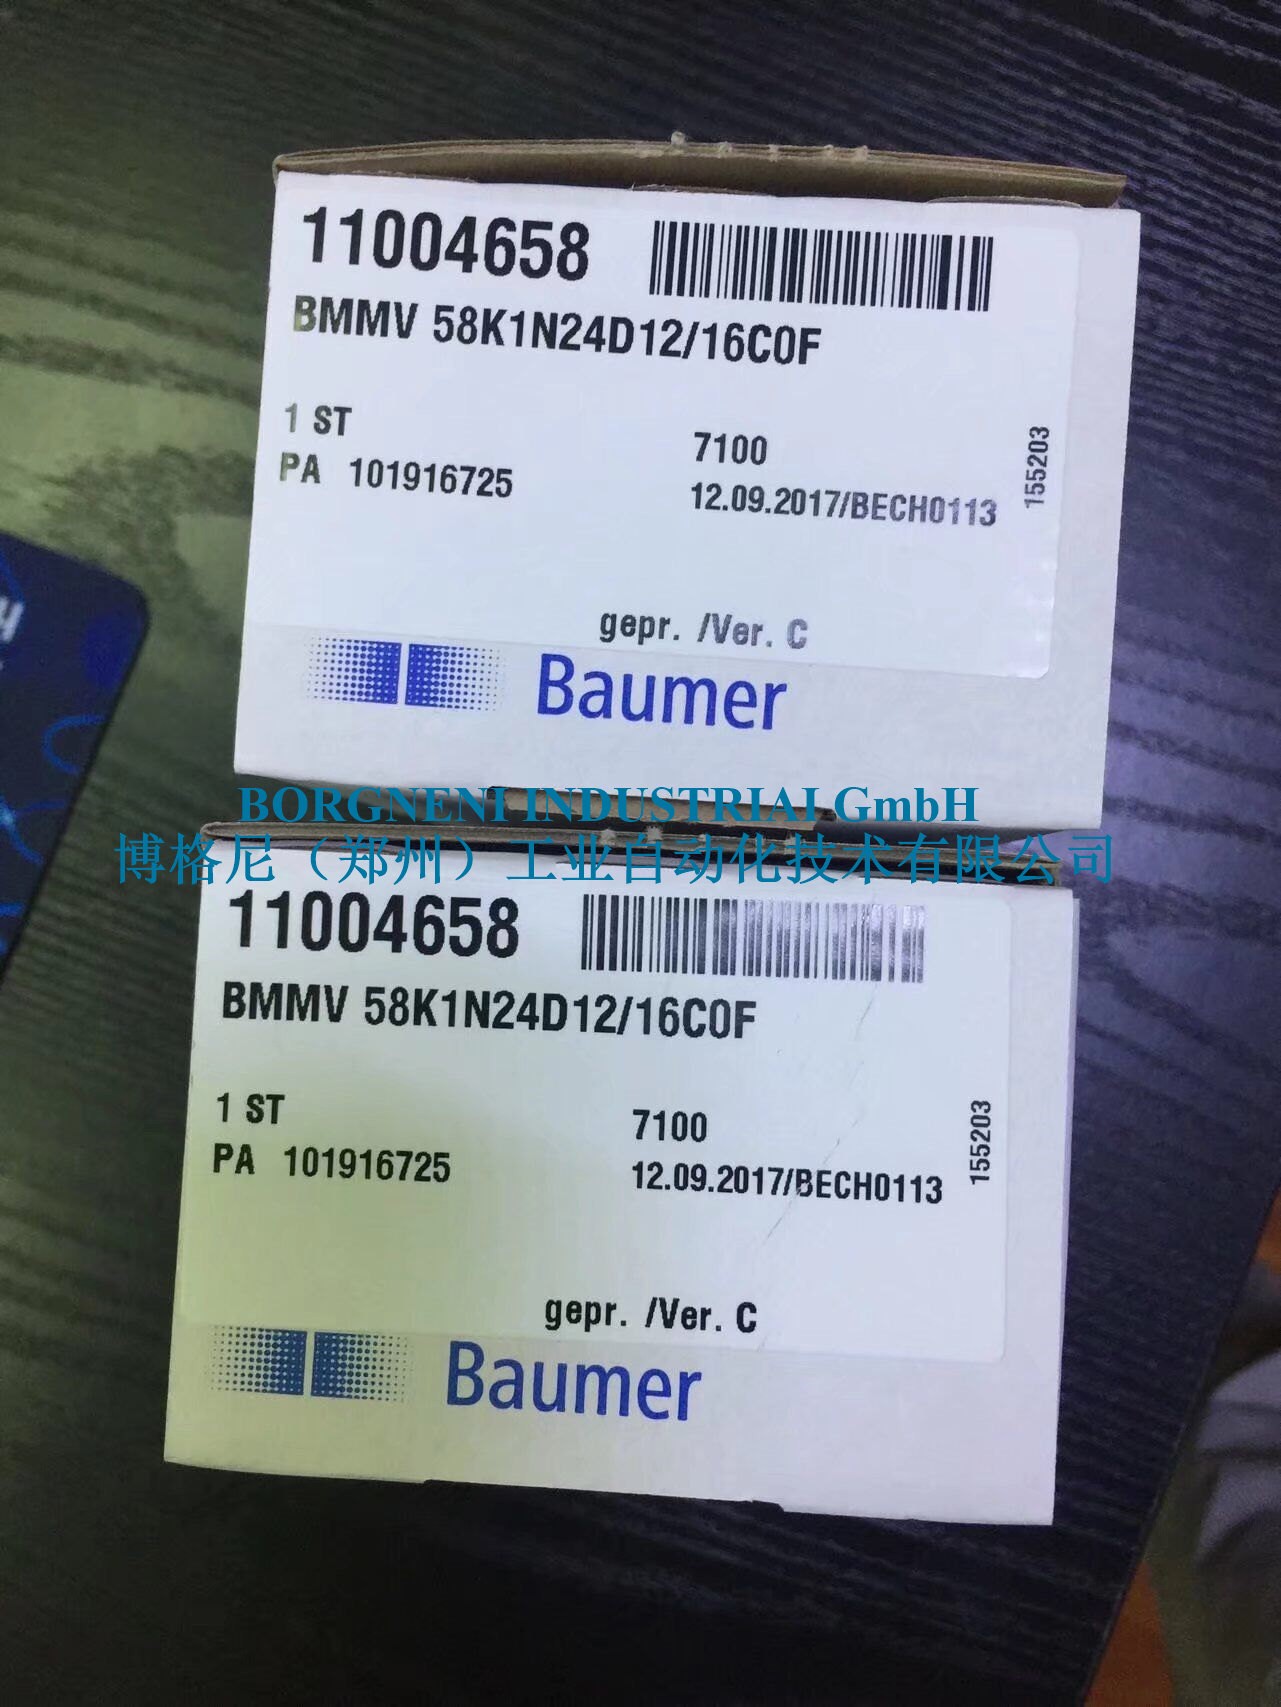 11004658
BMMV 58K1N24D12/16C0F
1 ST
7100
PA 101916725
12.09.2017/BECH0113
155203
gepr. /Ver. C
Baumer
BORGNENI INDUSTRIAI GmbH
博格尼（郑州）工业自动化技术有限公司
11004658
BMMV 58K1N24D12/16C0F
1 ST
7100
PA 101916725
12.09.2017/BECH0113
155203
gepr. /Ver. C
Baumer